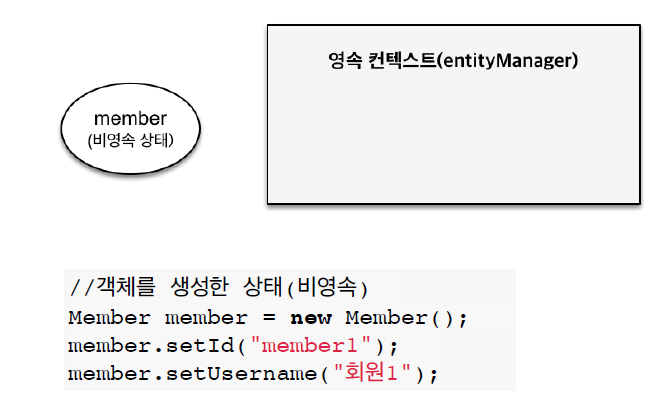 영속 컨텍스트(entityManager)
member
(비영속 상태)
//객체를 생성한 상태(비영속)
Member member = new Member();
member.setId("member1");
member.setUsername("회원1");